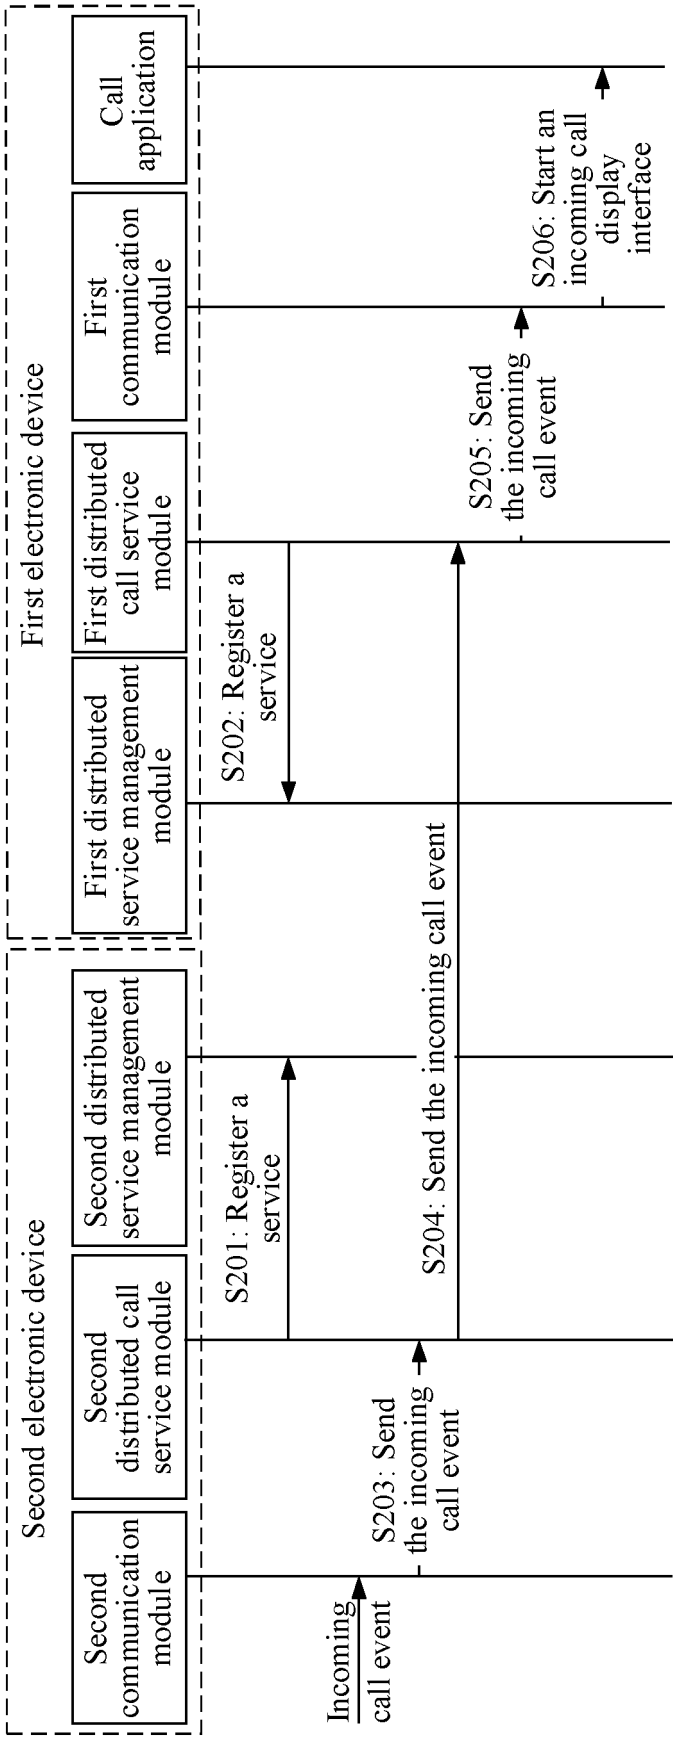 Second electronic device
First electronic device
Second
communication
module
Second
distributed call
service module
Second distributed
service management
module
First distributed
service management
module
First distributed
call service
module
First
communication
module
Call
application
S201: Register a
service
S202: Register a
service
Incoming
call event
S203: Send
the incoming
call event
S204: Send the incoming call event
S205: Send
the incoming
call event
S206: Start an
incoming call
display
interface